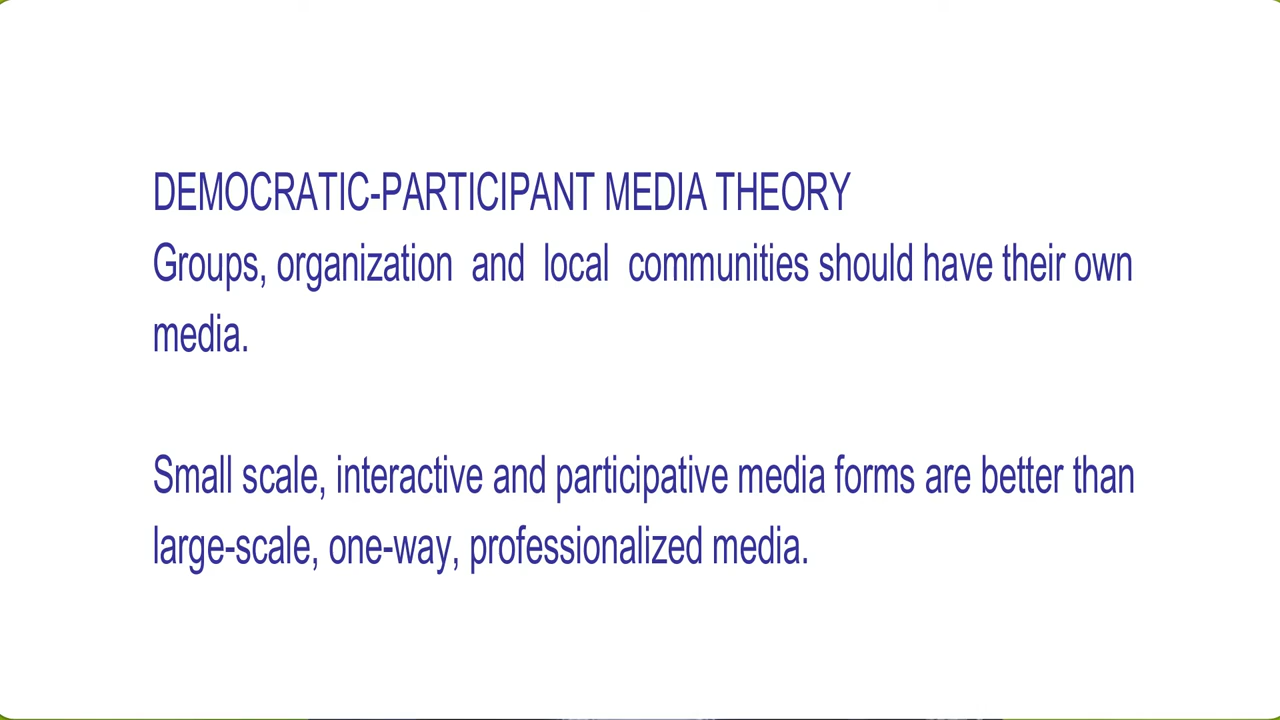 DEMOCRATIC-PARTICIPANT MEDIA THEORY
Groups, organization and local communities should have their own
media.
Small scale, interactive and participative media forms are better than
large-scale, one-way, professionalized media.